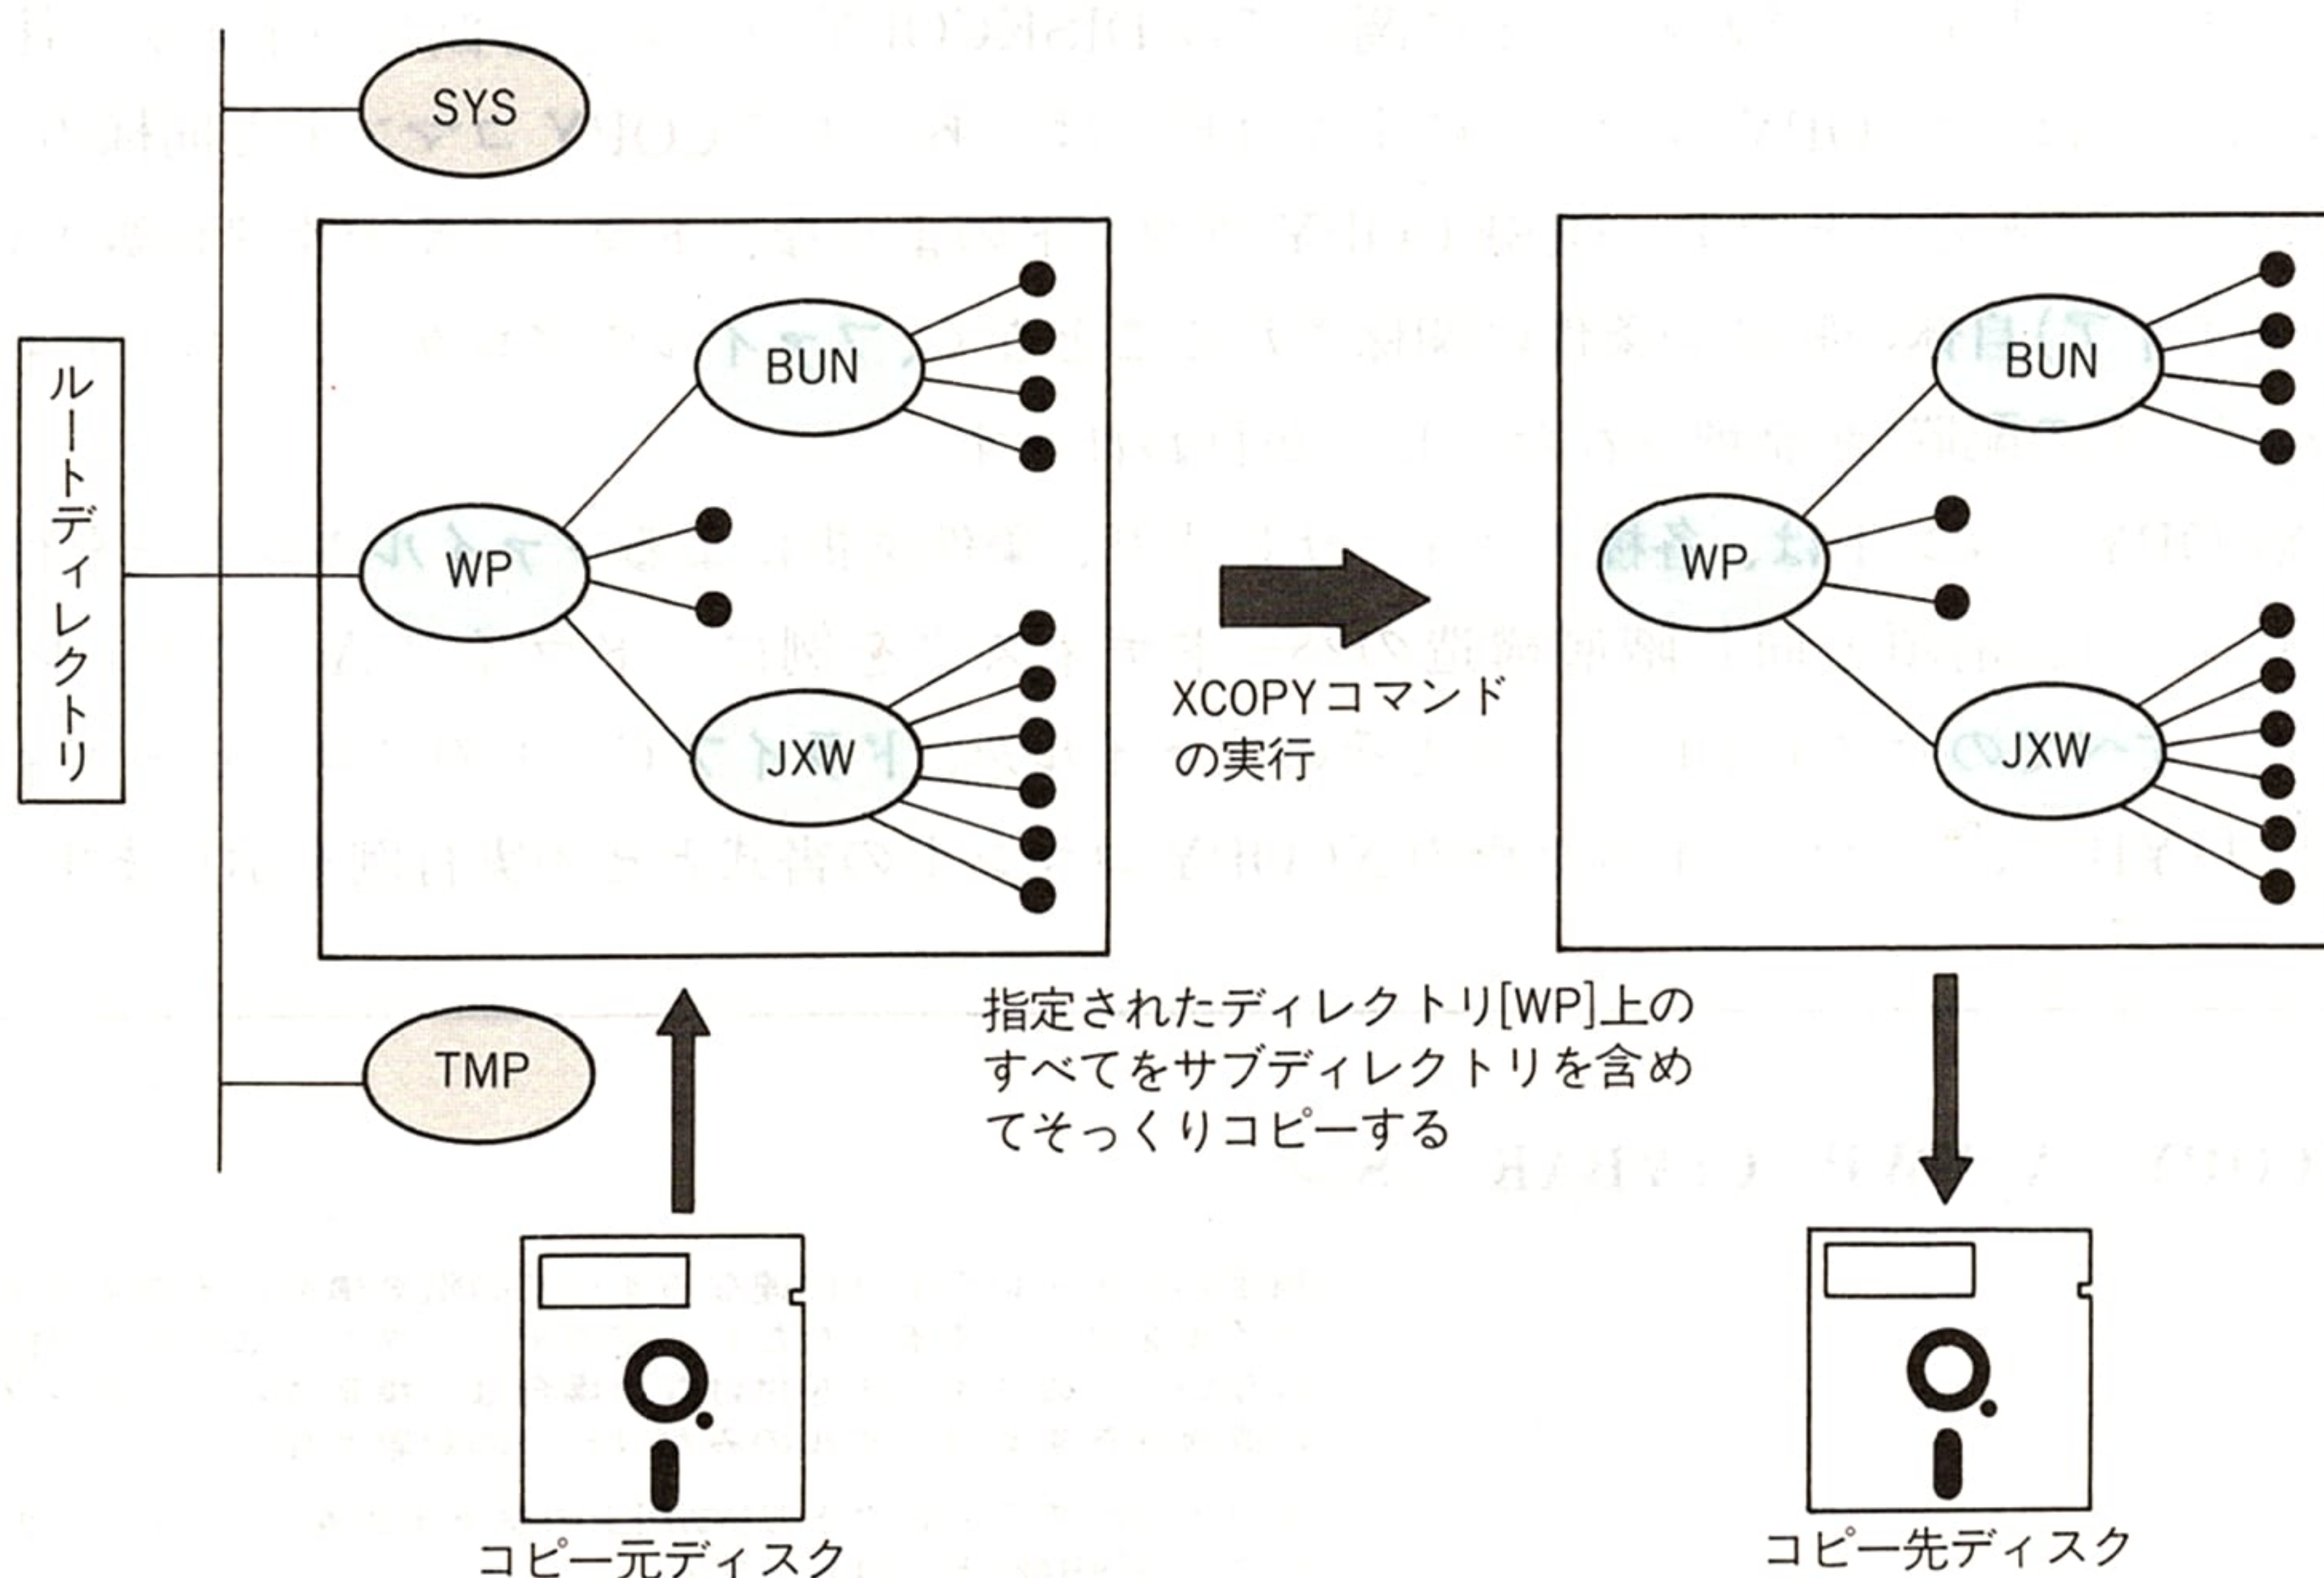 SYS
ルートディレクトリ
BUN
WP
JXW
TMP
XCOPYコマンド
の実行
BUN
WP
JXW
指定されたディレクトリ[WP]上の
すべてをサブディレクトリを含め
てそっくりコピーする
コピー元ディスク
コピー先ディスク